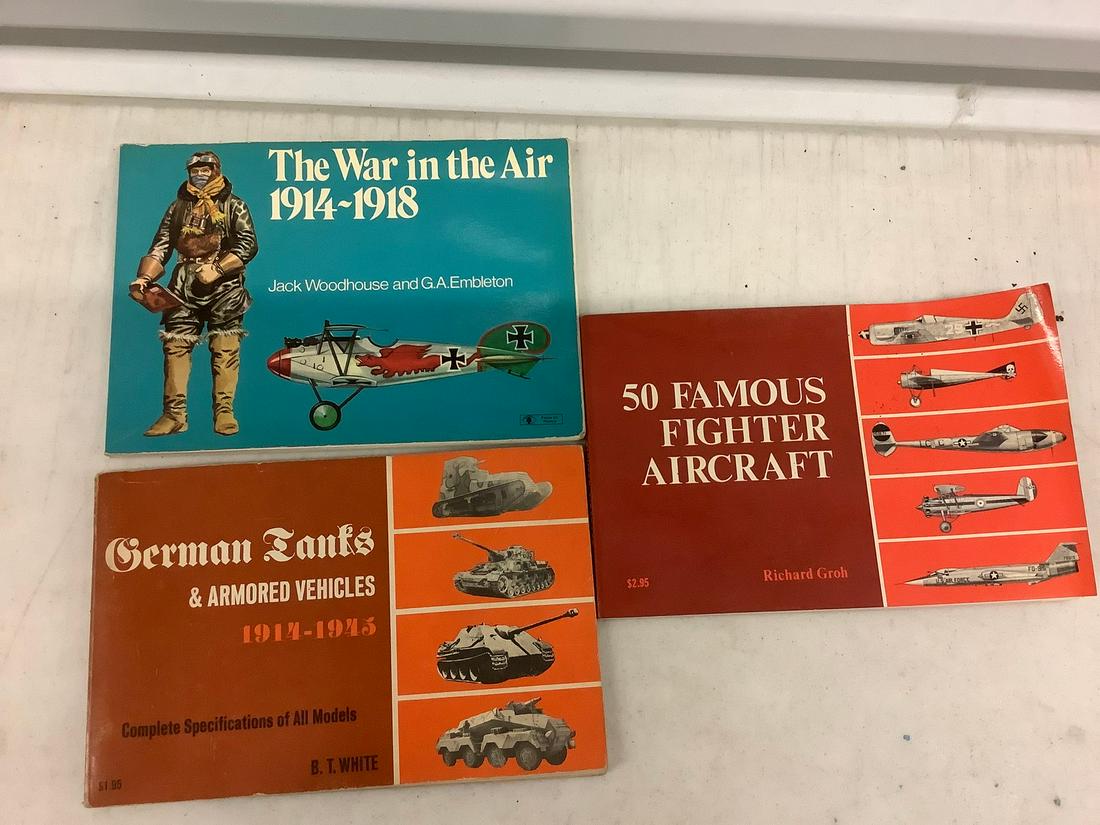 The War in the Air
1914~1918
Jack Woodhouse and G.A.Embleton
50 FAMOUS
FIGHTER
AIRCRAFT
$2.95
Richard Groh
German Tanks
& ARMORED VEHICLES
1914-1945
Complete Specifications of All Models
B. T. WHITE
$1.95